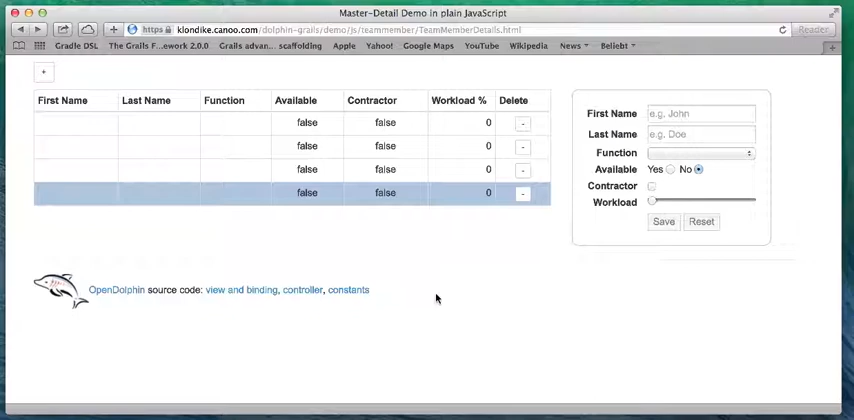 Master-Detail Demo in plain JavaScript
https klondike.canoo.com/dolphin-grails/demo/js/teammember/TeamMemberDetails.html Reader
Gradle DSL The Grails F...ework 2.0.0 Grails advan... scaffolding Apple Yahoo! Google Maps YouTube Wikipedia News Beliebt +
+
First Name Last Name Function Available Contractor Workload % Delete
false false 0 -
false false 0 -
false false 0 -
false false 0 -
First Name e.g. John
Last Name e.g. Doe
Function
Available Yes No
Contractor
Workload
Save Reset
OpenDolphin source code: view and binding, controller, constants